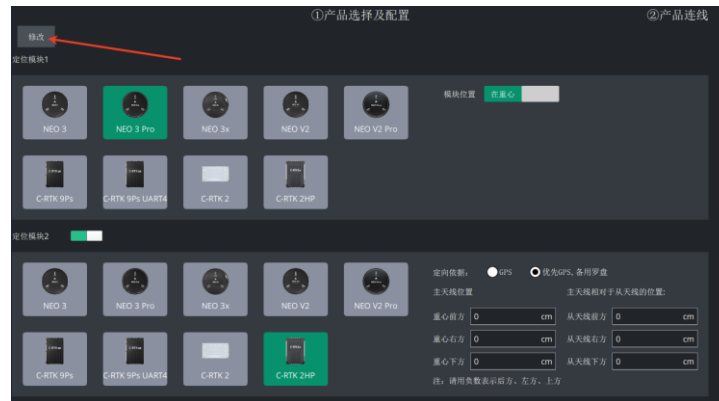 ①产品选择及配置
②产品连线
修改
定位模块1
NEO 3
NEO 3 Pro
NEO 3x
NEO V2
NEO V2 Pro
模块位置
在重心
C-RTK 9Ps
C-RTK 9Ps UART4
C-RTK 2
C-RTK 2HP
定位模块2
NEO 3
NEO 3 Pro
NEO 3x
NEO V2
NEO V2 Pro
C-RTK 9Ps
C-RTK 9Ps UART4
C-RTK 2
C-RTK 2HP
定向依据:
GPS
优先GPS, 备用罗盘
主天线位置
主天线相对于从天线的位置:
重心前方 0 cm
从天线前方 0 cm
重心右方 0 cm
从天线右方 0 cm
重心下方 0 cm
从天线下方 0 cm
注: 请用负数表示后方、左方、上方